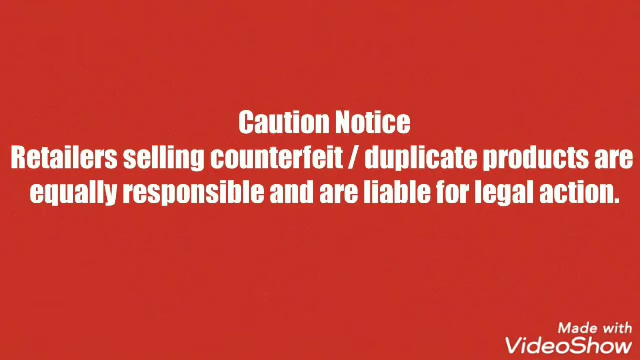 Caution Notice
Retailers selling counterfeit / duplicate products are
equally responsible and are liable for legal action.
Made with
VideoShow